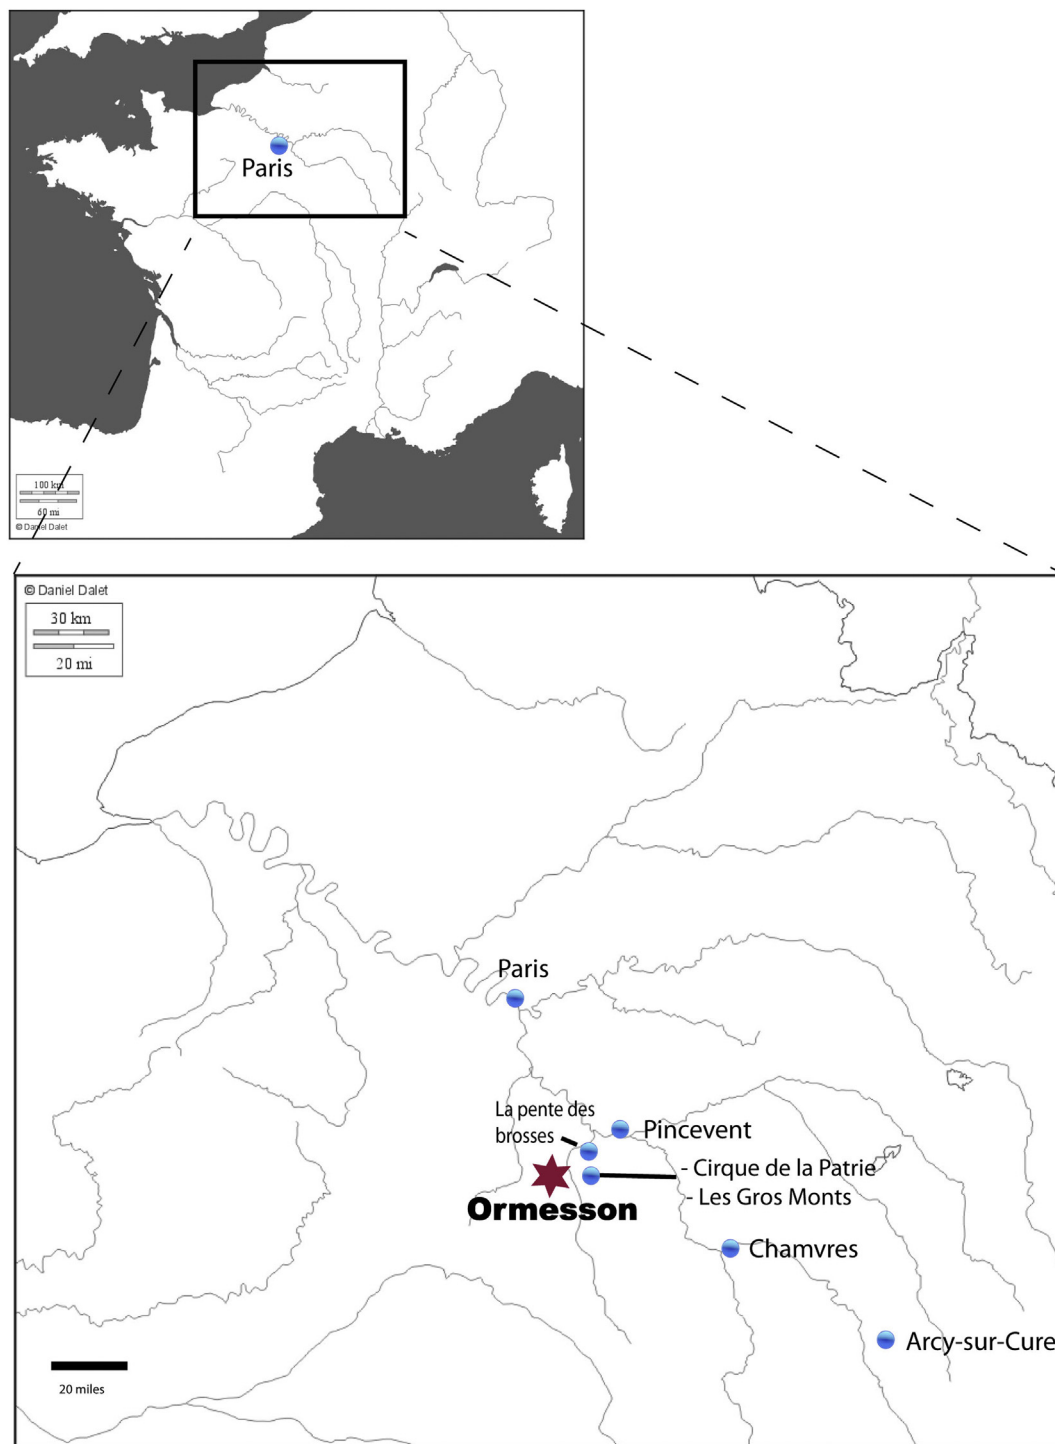 Paris
100 km
60 mi
© Daniel Dalet
© Daniel Dalet
30 km
20 mi
Paris
La pente des
brosses
Pincevent
- Cirque de la Patrie
- Les Gros Monts
Ormesson
Chamvres
Arcy-sur-Cure
20 miles